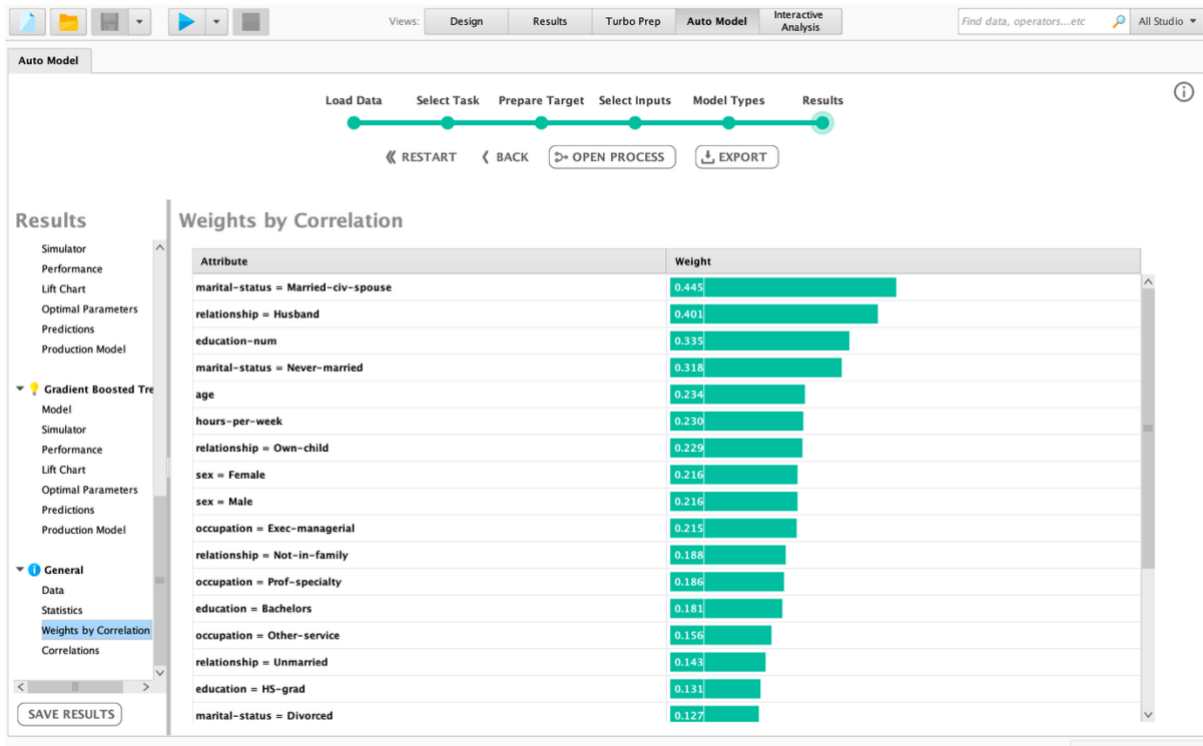 Views: Design Results Turbo Prep Auto Model Interactive Analysis Find data, operators...etc All Studio
Auto Model
Load Data Select Task Prepare Target Select Inputs Model Types Results
RESTART BACK OPEN PROCESS EXPORT
Results
Simulator
Performance
Lift Chart
Optimal Parameters
Predictions
Production Model
Gradient Boosted Tre
Model
Simulator
Performance
Lift Chart
Optimal Parameters
Predictions
Production Model
General
Data
Statistics
Weights by Correlation
Correlations
SAVE RESULTS
Weights by Correlation
Attribute Weight
marital-status = Married-civ-spouse 0.445
relationship = Husband 0.401
education-num 0.335
marital-status = Never-married 0.318
age 0.234
hours-per-week 0.230
relationship = Own-child 0.229
sex = Female 0.216
sex = Male 0.216
occupation = Exec-managerial 0.215
relationship = Not-in-family 0.188
occupation = Prof-specialty 0.186
education = Bachelors 0.181
occupation = Other-service 0.156
relationship = Unmarried 0.143
education = HS-grad 0.131
marital-status = Divorced 0.127